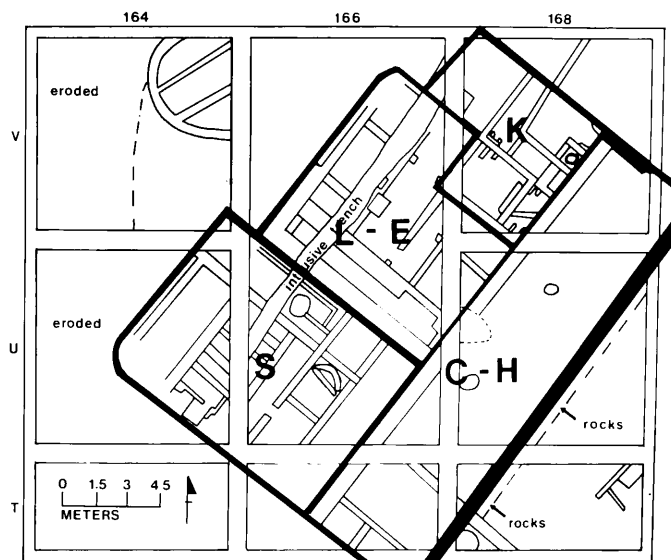 164 166 168
V
U
T
eroded
K
L - E
intrusive trench
eroded
S
C - H
rocks
rocks
0 1.5 3 4 5
METERS